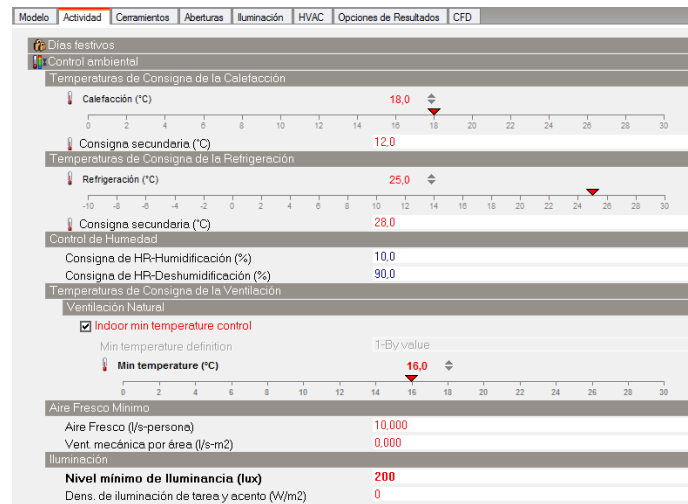 Modelo Actividad Cerramientos Aberturas Iluminación HVAC Opciones de Resultados CFD
Días festivos
Control ambiental
Temperaturas de Consigna de la Calefacción
Calefacción (°C) 18,0
0 2 4 6 8 10 12 14 16 18 20 22 24 26 28 30
Consigna secundaria (°C) 12,0
Temperaturas de Consigna de la Refrigeración
Refrigeración (°C) 25,0
-10 -8 -6 -4 -2 0 2 4 6 8 10 12 14 16 18 20 22 24 26 28 30
Consigna secundaria (°C) 28,0
Control de Humedad
Consigna de HR-Humidificación (%) 10,0
Consigna de HR-Deshumidificación (%) 90,0
Temperaturas de Consigna de la Ventilación
Ventilación Natural
Indoor min temperature control
Min temperature definition 1-By value
Min temperature (°C) 16,0
0 2 4 6 8 10 12 14 16 18 20 22 24 26 28 30
Aire Fresco Mínimo
Aire Fresco (l/s-persona) 10,000
Vent. mecánica por área (l/s-m2) 0,000
Iluminación
Nivel mínimo de Iluminancia (lux) 200
Dens. de iluminación de tarea y acento (W/m2) 0